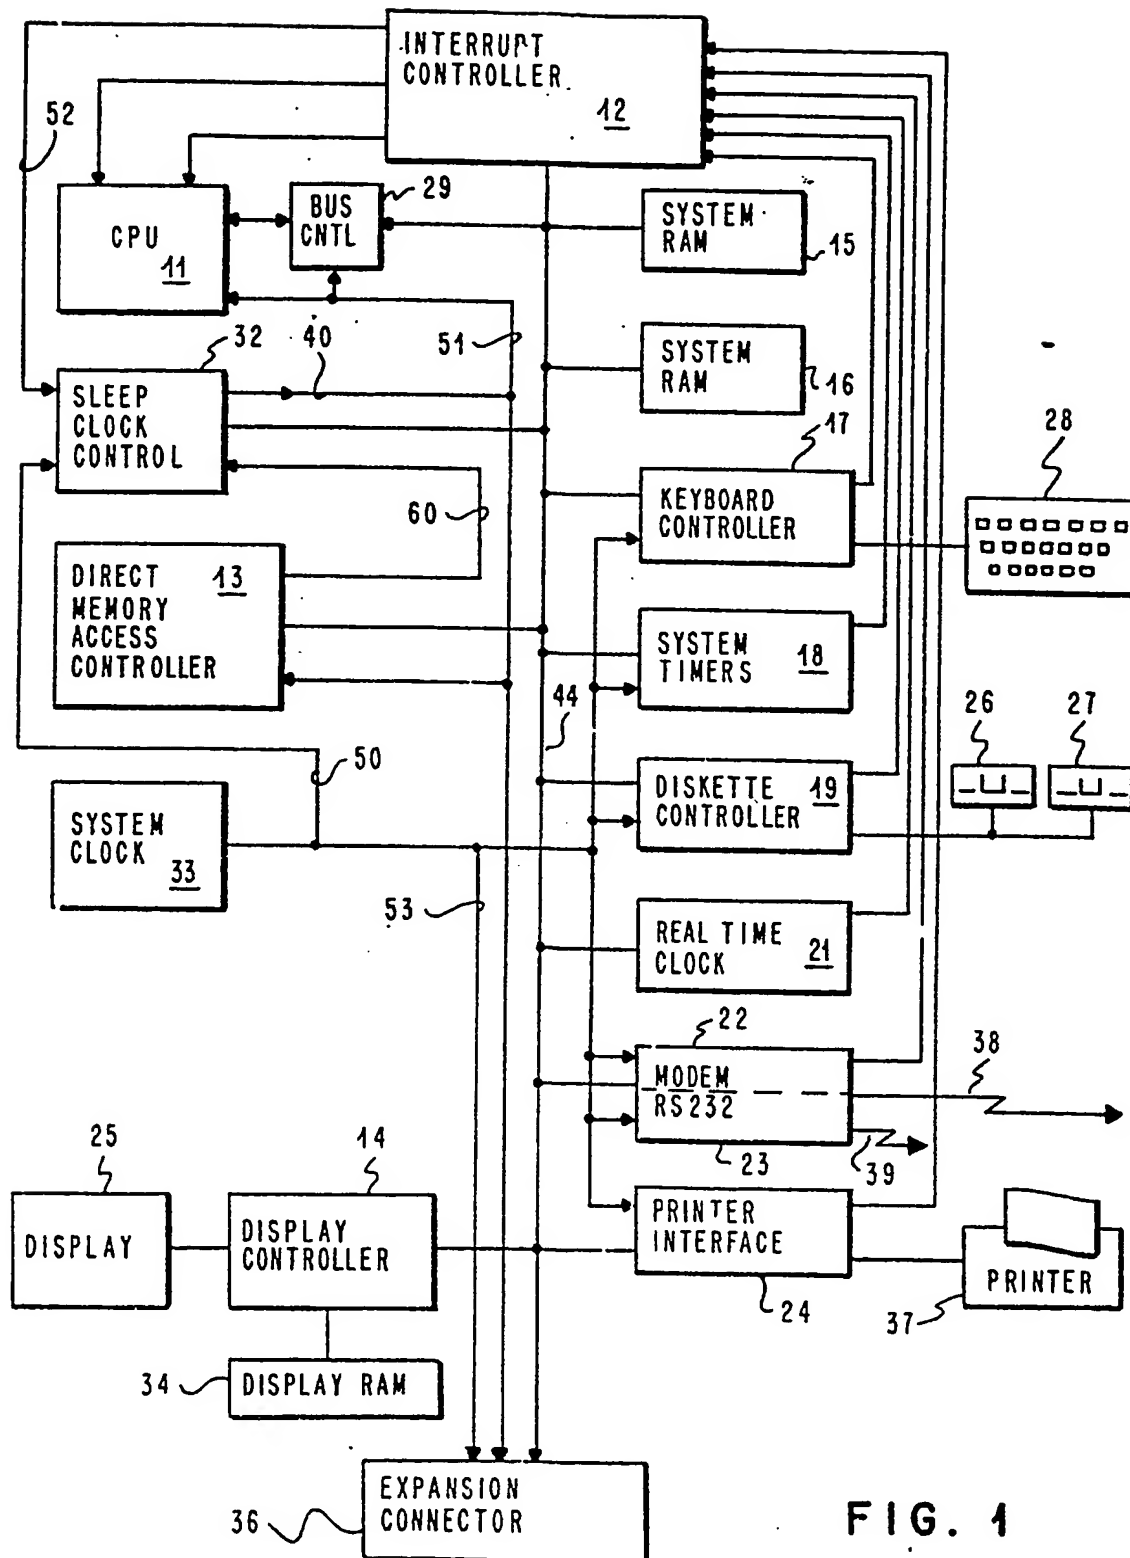 INTERRUPT
CONTROLLER
12
52
29
CPU
11
BUS
CNTL
SYSTEM
RAM
15
32
40
51
SLEEP
CLOCK
CONTROL
SYSTEM
RAM
16
17
28
60
KEYBOARD
CONTROLLER
DIRECT
MEMORY
ACCESS
CONTROLLER
13
SYSTEM
TIMERS
18
44
26
27
50
DISKETTE
CONTROLLER
19
SYSTEM
CLOCK
33
53
REAL TIME
CLOCK
21
22
MODEM
RS232
38
23
39
25
14
DISPLAY
DISPLAY
CONTROLLER
PRINTER
INTERFACE
24
PRINTER
37
34
DISPLAY RAM
EXPANSION
CONNECTOR
36
FIG. 1